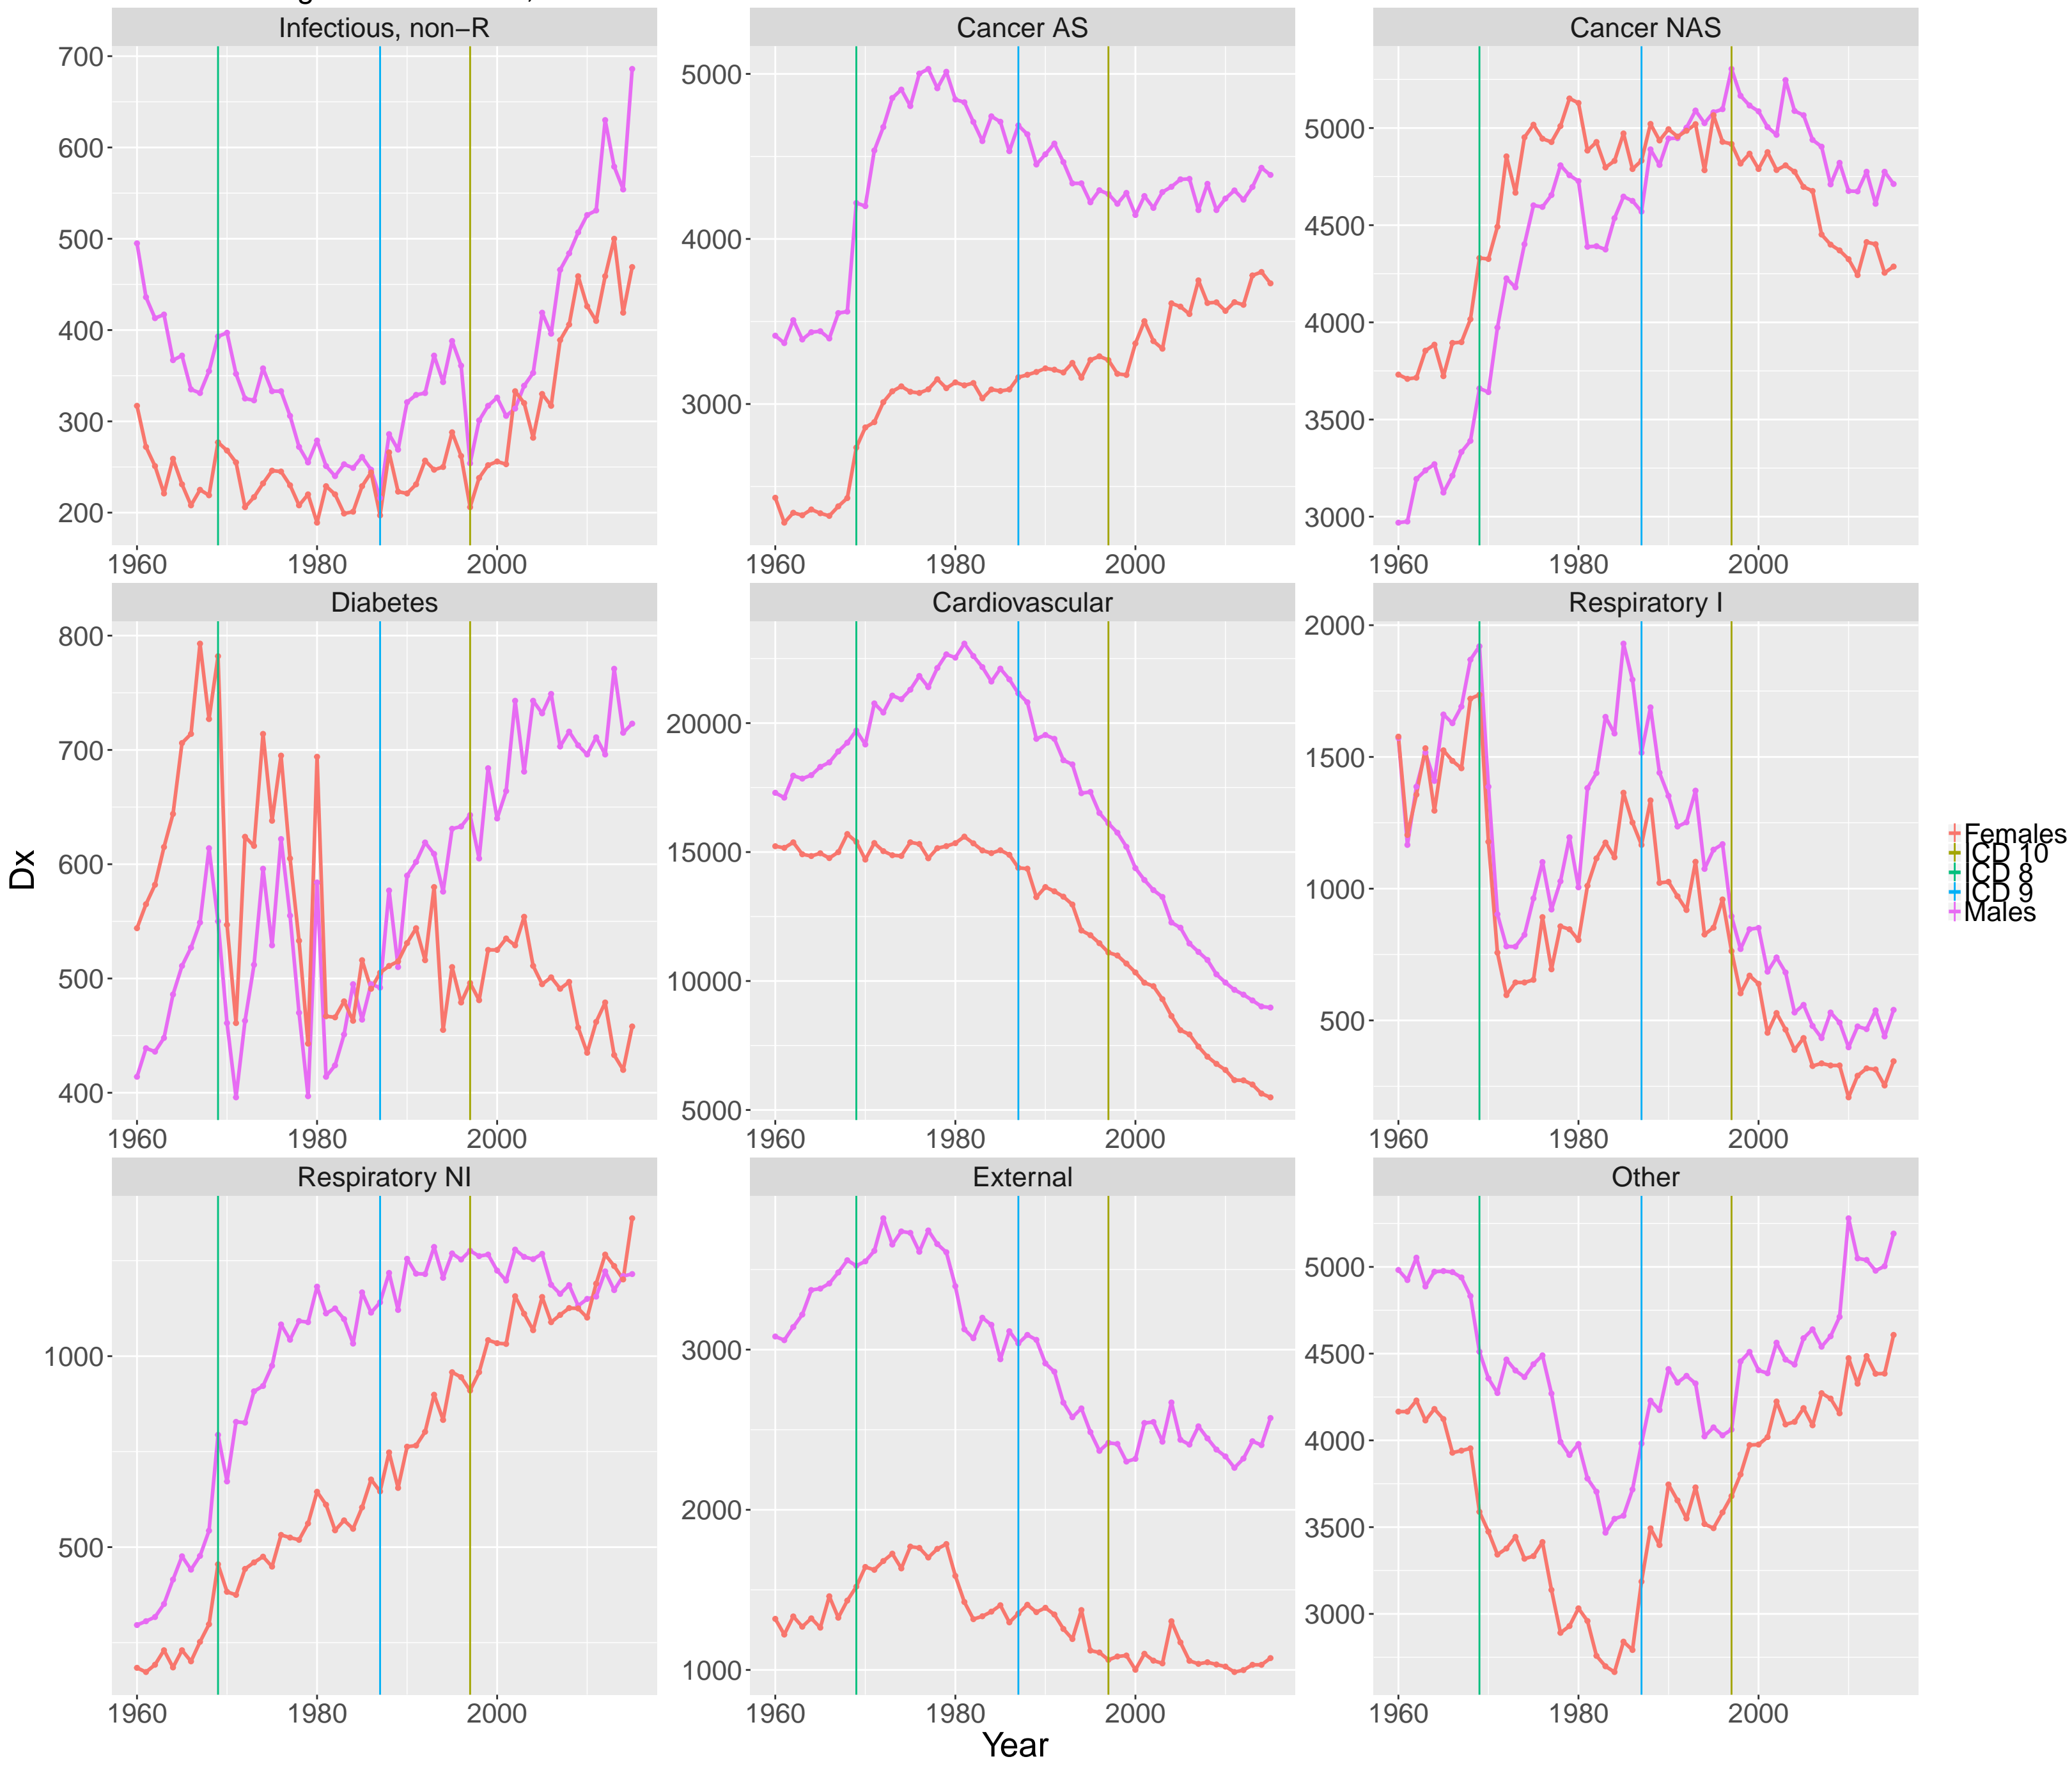 Infectious, non−R
Cancer AS
Cancer NAS
700
600
500
400
300
200
5000
4000
3000
5000
4500
4000
3500
3000
1960 1980 2000
1960 1980 2000
1960 1980 2000
Diabetes
Cardiovascular
Respiratory I
800
700
600
500
400
20000
15000
10000
5000
2000
1500
1000
500
1960 1980 2000
1960 1980 2000
1960 1980 2000
Respiratory NI
External
Other
1000
500
3000
2000
1000
5000
4500
4000
3500
3000
1960 1980 2000
1960 1980 2000
1960 1980 2000
Dx
Year
Females
ICD 10
ICD 8
ICD 9
Males